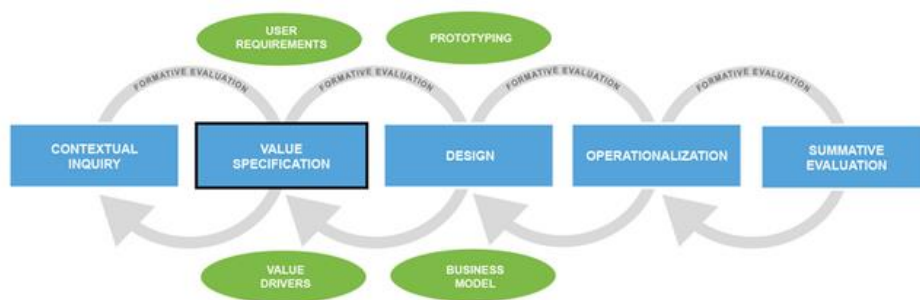 USER
REQUIREMENTS
PROTOTYPING
FORMATIVE EVALUATION
FORMATIVE EVALUATION
FORMATIVE EVALUATION
FORMATIVE EVALUATION
CONTEXTUAL
INQUIRY
VALUE
SPECIFICATION
DESIGN
OPERATIONALIZATION
SUMMATIVE
EVALUATION
VALUE
DRIVERS
BUSINESS
MODEL